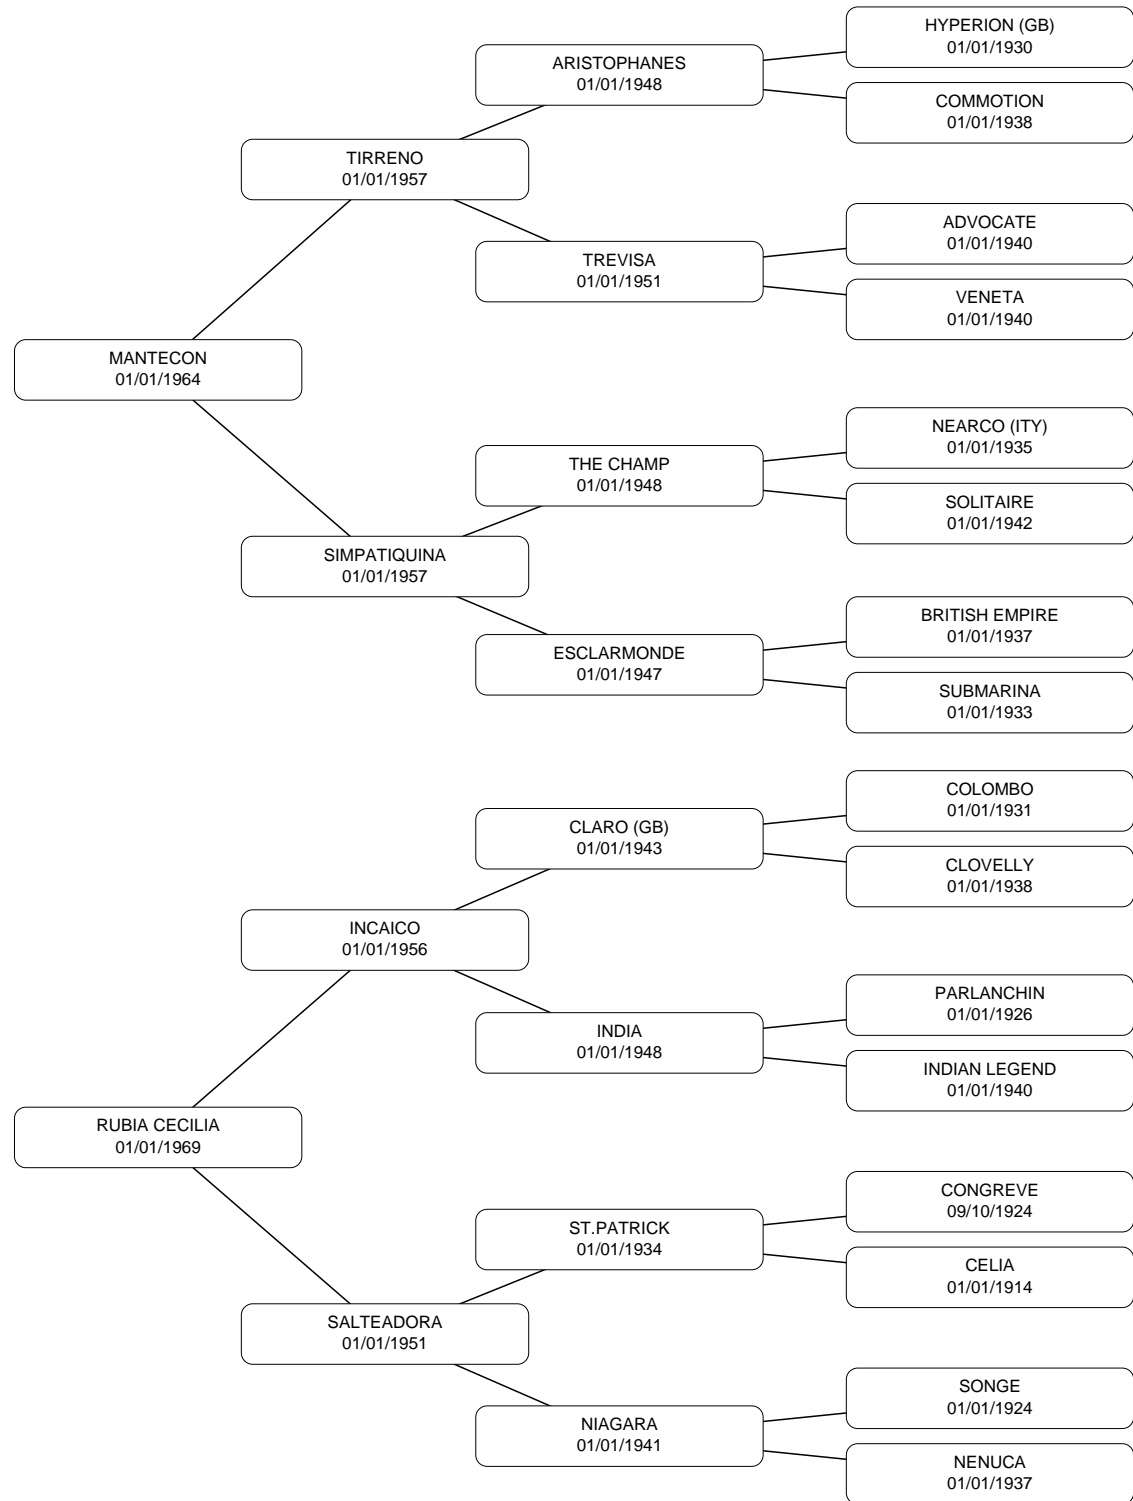 HYPERION (GB)
01/01/1930
ARISTOPHANES
01/01/1948
COMMOTION
01/01/1938
TIRRENO
01/01/1957
ADVOCATE
01/01/1940
TREVISA
01/01/1951
VENETA
01/01/1940
MANTECON
01/01/1964
NEARCO (ITY)
01/01/1935
THE CHAMP
01/01/1948
SOLITAIRE
01/01/1942
SIMPATIQUINA
01/01/1957
BRITISH EMPIRE
01/01/1937
ESCLARMONDE
01/01/1947
SUBMARINA
01/01/1933
COLOMBO
01/01/1931
CLARO (GB)
01/01/1943
CLOVELLY
01/01/1938
INCAICO
01/01/1956
PARLANCHIN
01/01/1926
INDIA
01/01/1948
INDIAN LEGEND
01/01/1940
RUBIA CECILIA
01/01/1969
CONGREVE
09/10/1924
ST.PATRICK
01/01/1934
CELIA
01/01/1914
SALTEADORA
01/01/1951
SONGE
01/01/1924
NIAGARA
01/01/1941
NENUCA
01/01/1937